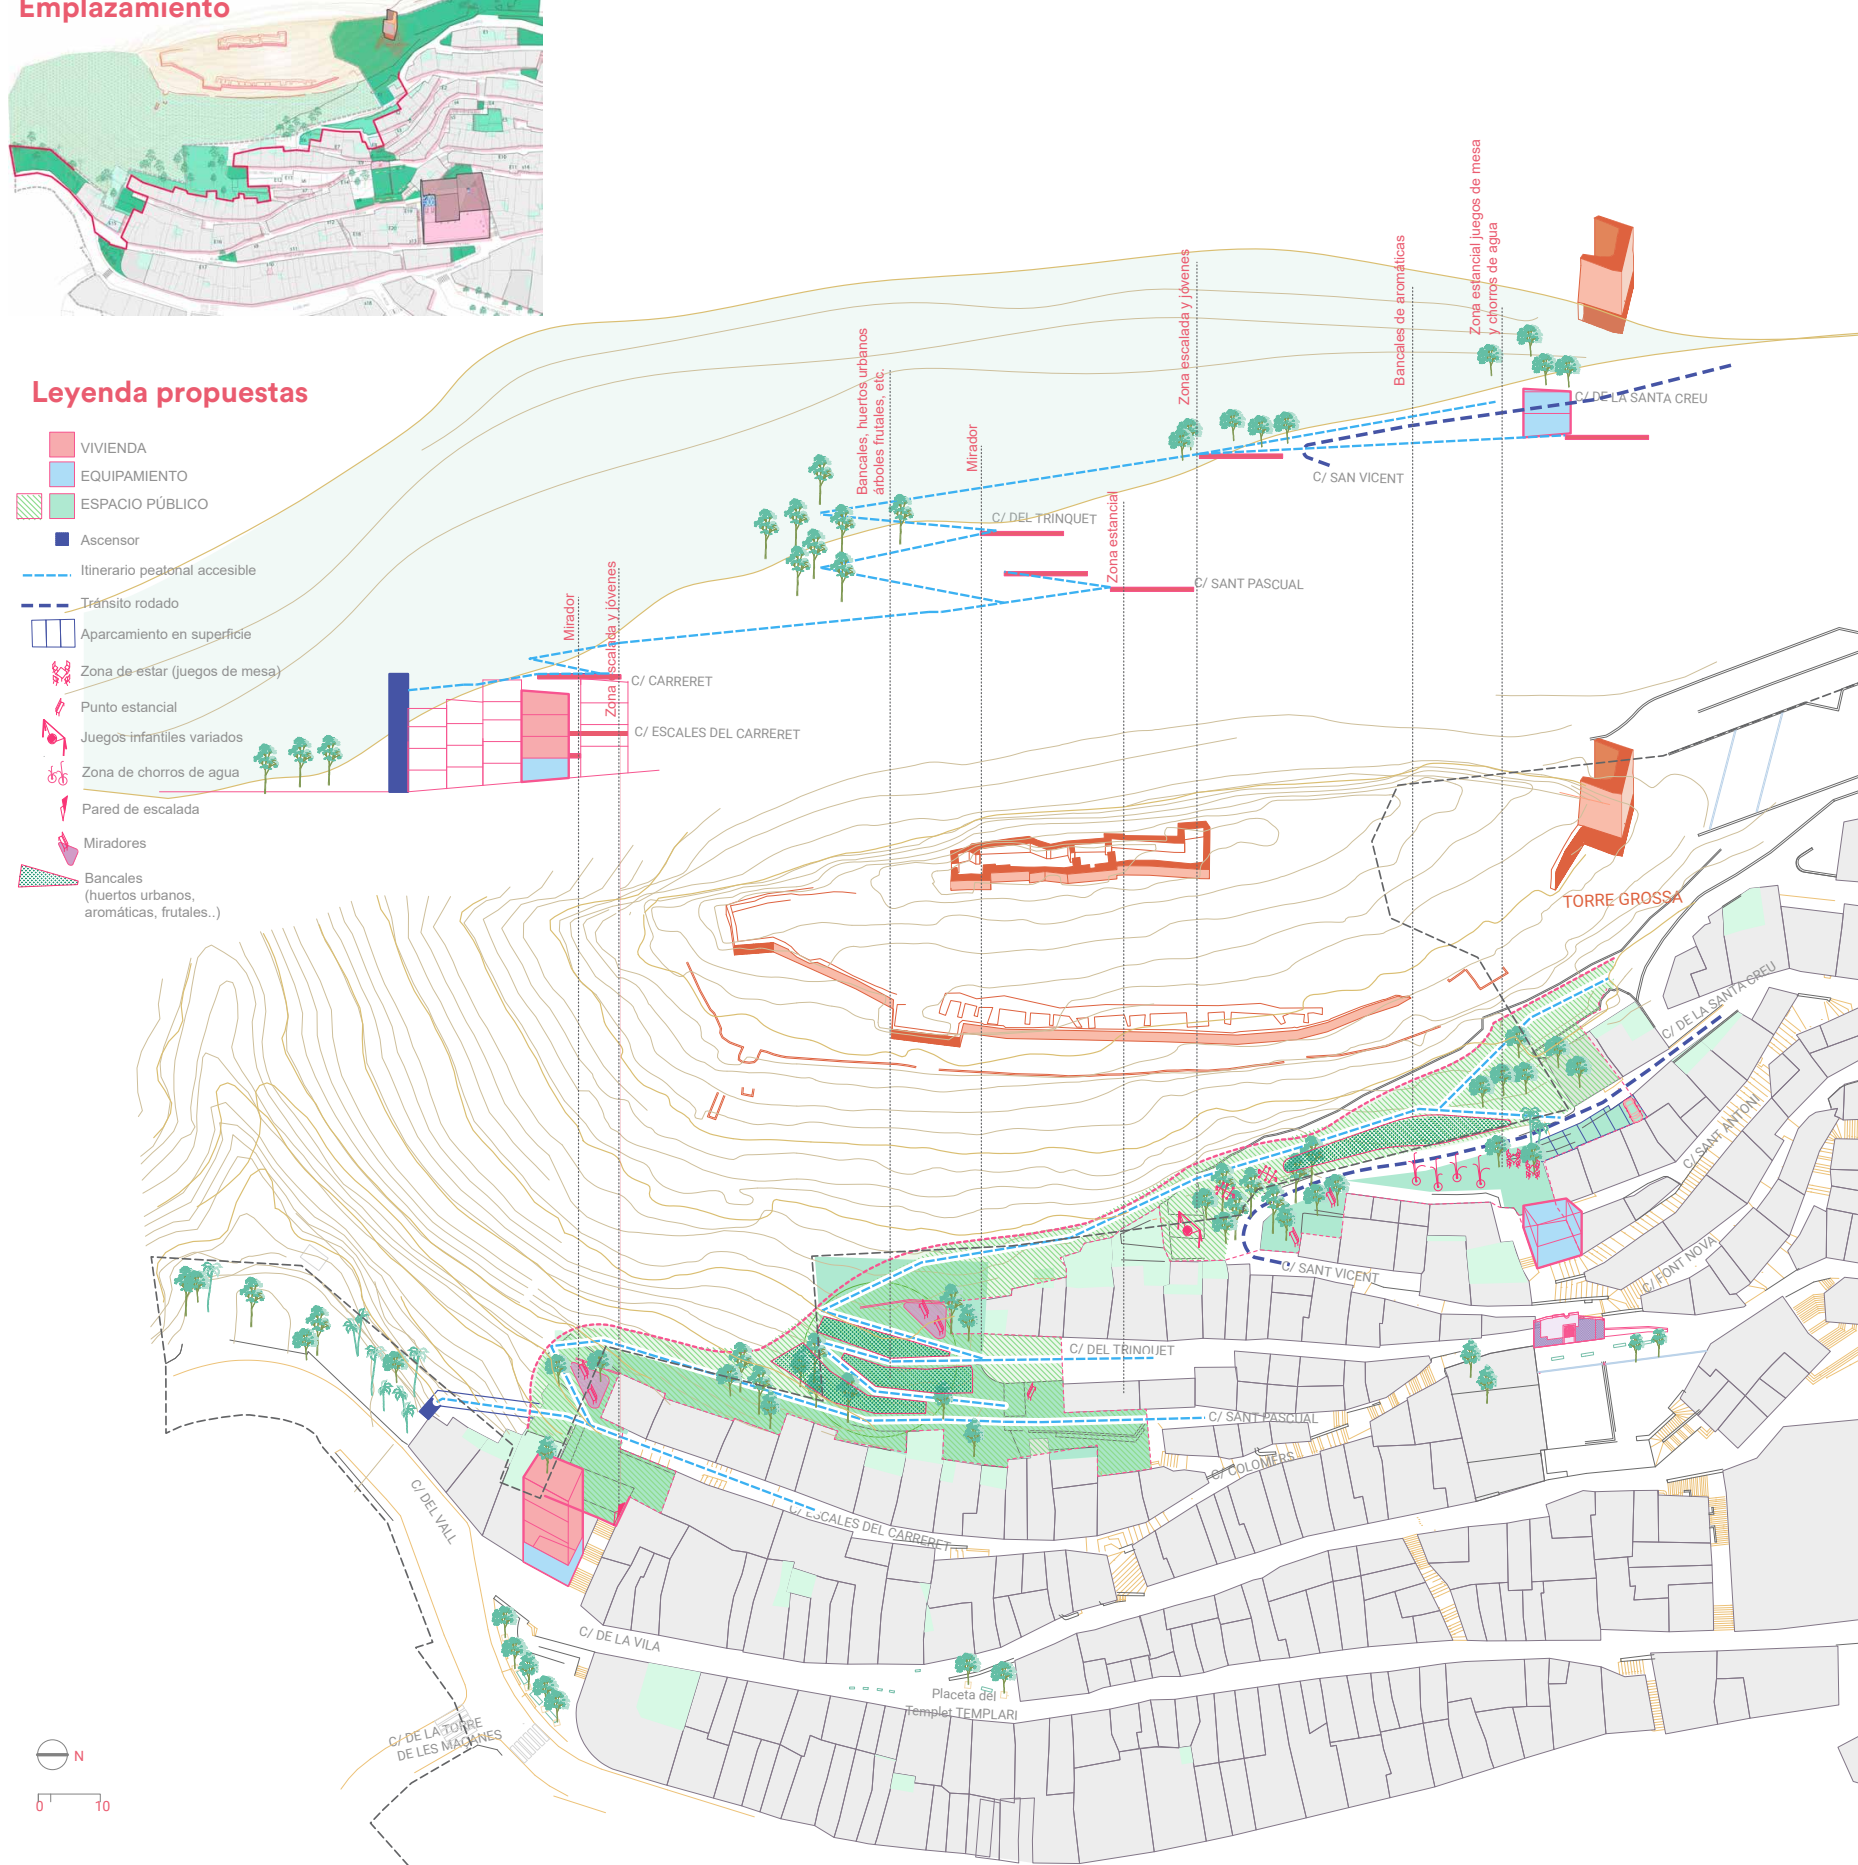 Emplazamiento
Leyenda propuestas
VIVIENDA
EQUIPAMIENTO
ESPACIO PÚBLICO
Ascensor
Itinerario peatonal accesible
Tránsito rodado
Aparcamiento en superficie
Zona de estar (juegos de mesa)
Punto estancial
Juegos infantiles variados
Zona de chorros de agua
Pared de escalada
Miradores
Bancales
(huertos urbanos,
aromáticas, frutales..)
Mirador
Zona escalada y jóvenes
Bancales, huertos urbanos
árboles frutales, etc.
Mirador
Zona estancial
Zona escalada y jóvenes
Bancales de aromáticas
Zona estancial juegos de mesa
y chorros de agua
C/ DE LA SANTA CREU
C/ SAN VICENT
C/ DEL TRINQUET
C/ SANT PASCUAL
C/ CARRERET
C/ ESCALES DEL CARRERET
TORRE GROSSA
C/ DE LA SANTA CREU
C/ SANT ANTONI
C/ FONT NOVA
C/ SANT VICENT
C/ DEL TRINQUET
C/ SANT PASCUAL
C/ COLOMERS
C/ ESCALES DEL CARRERET
C/ DEL VALL
C/ DE LA VILA
Placeta del
Templet TEMPLARI
C/ DE LA TORRE
DE LES MAÇANES
N
0 10